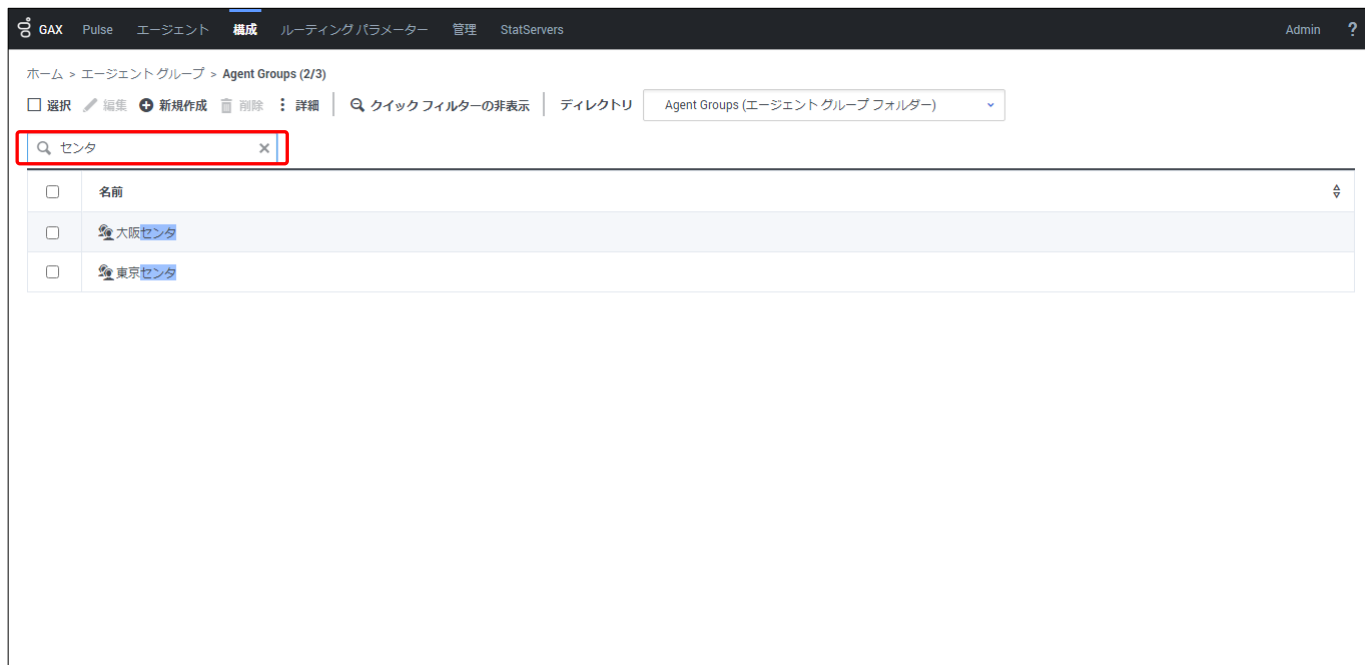 GAX Pulse エージェント 構成 ルーティング パラメーター 管理 StatServers Admin ?
ホーム > エージェント グループ > Agent Groups (2/3)
選択 編集 新規作成 削除 詳細 クイック フィルターの非表示 ディレクトリ Agent Groups (エージェント グループ フォルダー)
センタ
名前
大阪センタ
東京センタ